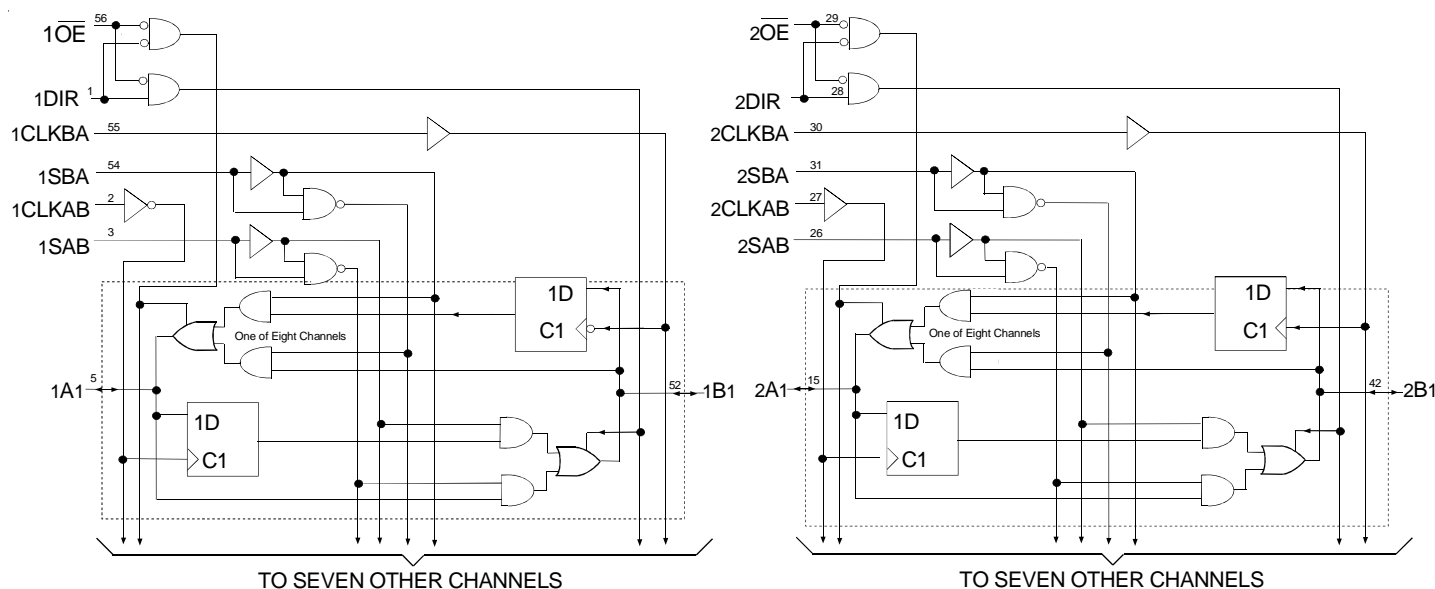 1OE 56
1DIR 1
1CLKBA 55
1SBA 54
1CLKAB 2
1SAB 3
1D
C1
One of Eight Channels
1A1 5
52 1B1
1D
C1
TO SEVEN OTHER CHANNELS
2OE 29
2DIR 28
2CLKBA 30
2SBA 31
2CLKAB 27
2SAB 26
1D
C1
One of Eight Channels
2A1 15
42 2B1
1D
C1
TO SEVEN OTHER CHANNELS